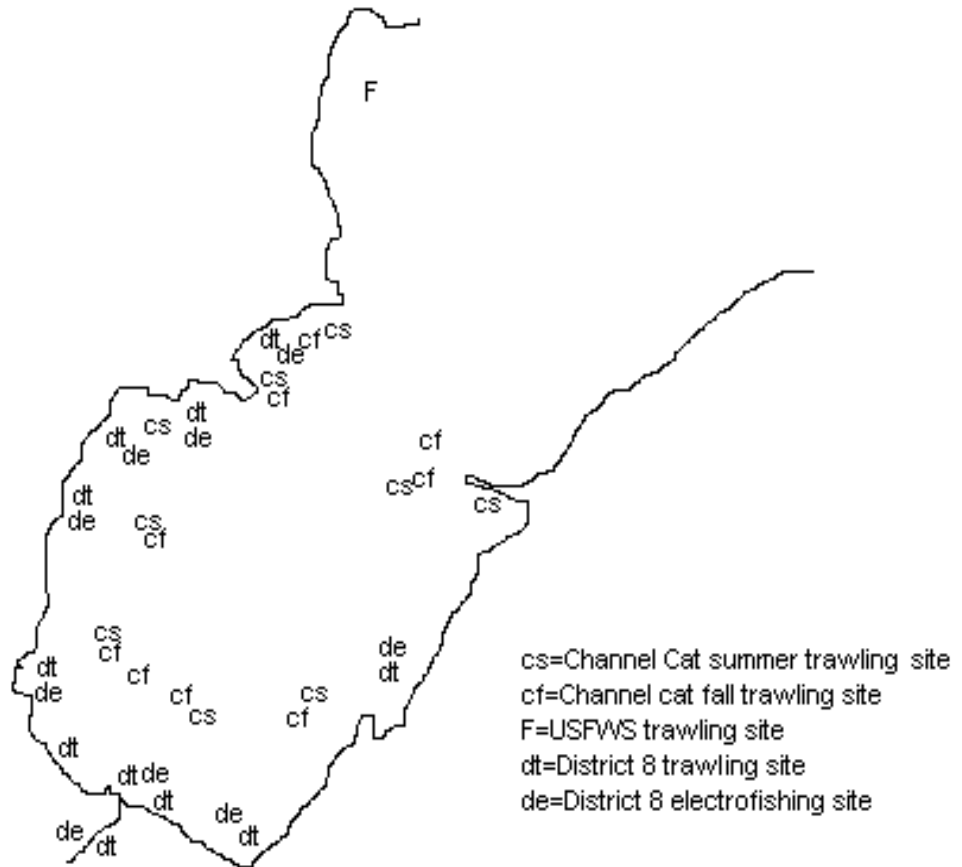 F
dt cf cs
de
cs
cf
dt
cs
dt de
de
cf
dt
cs cf
cs
de
cs
cf
cs
cf
dt
de
cf
cf
cs
cs
cf
de
dt
dt
dt de
dt
de
dt
de
dt
cs=Channel Cat summer trawling site
cf=Channel cat fall trawling site
F=USFWS trawling site
dt=District 8 trawling site
de=District 8 electrofishing site